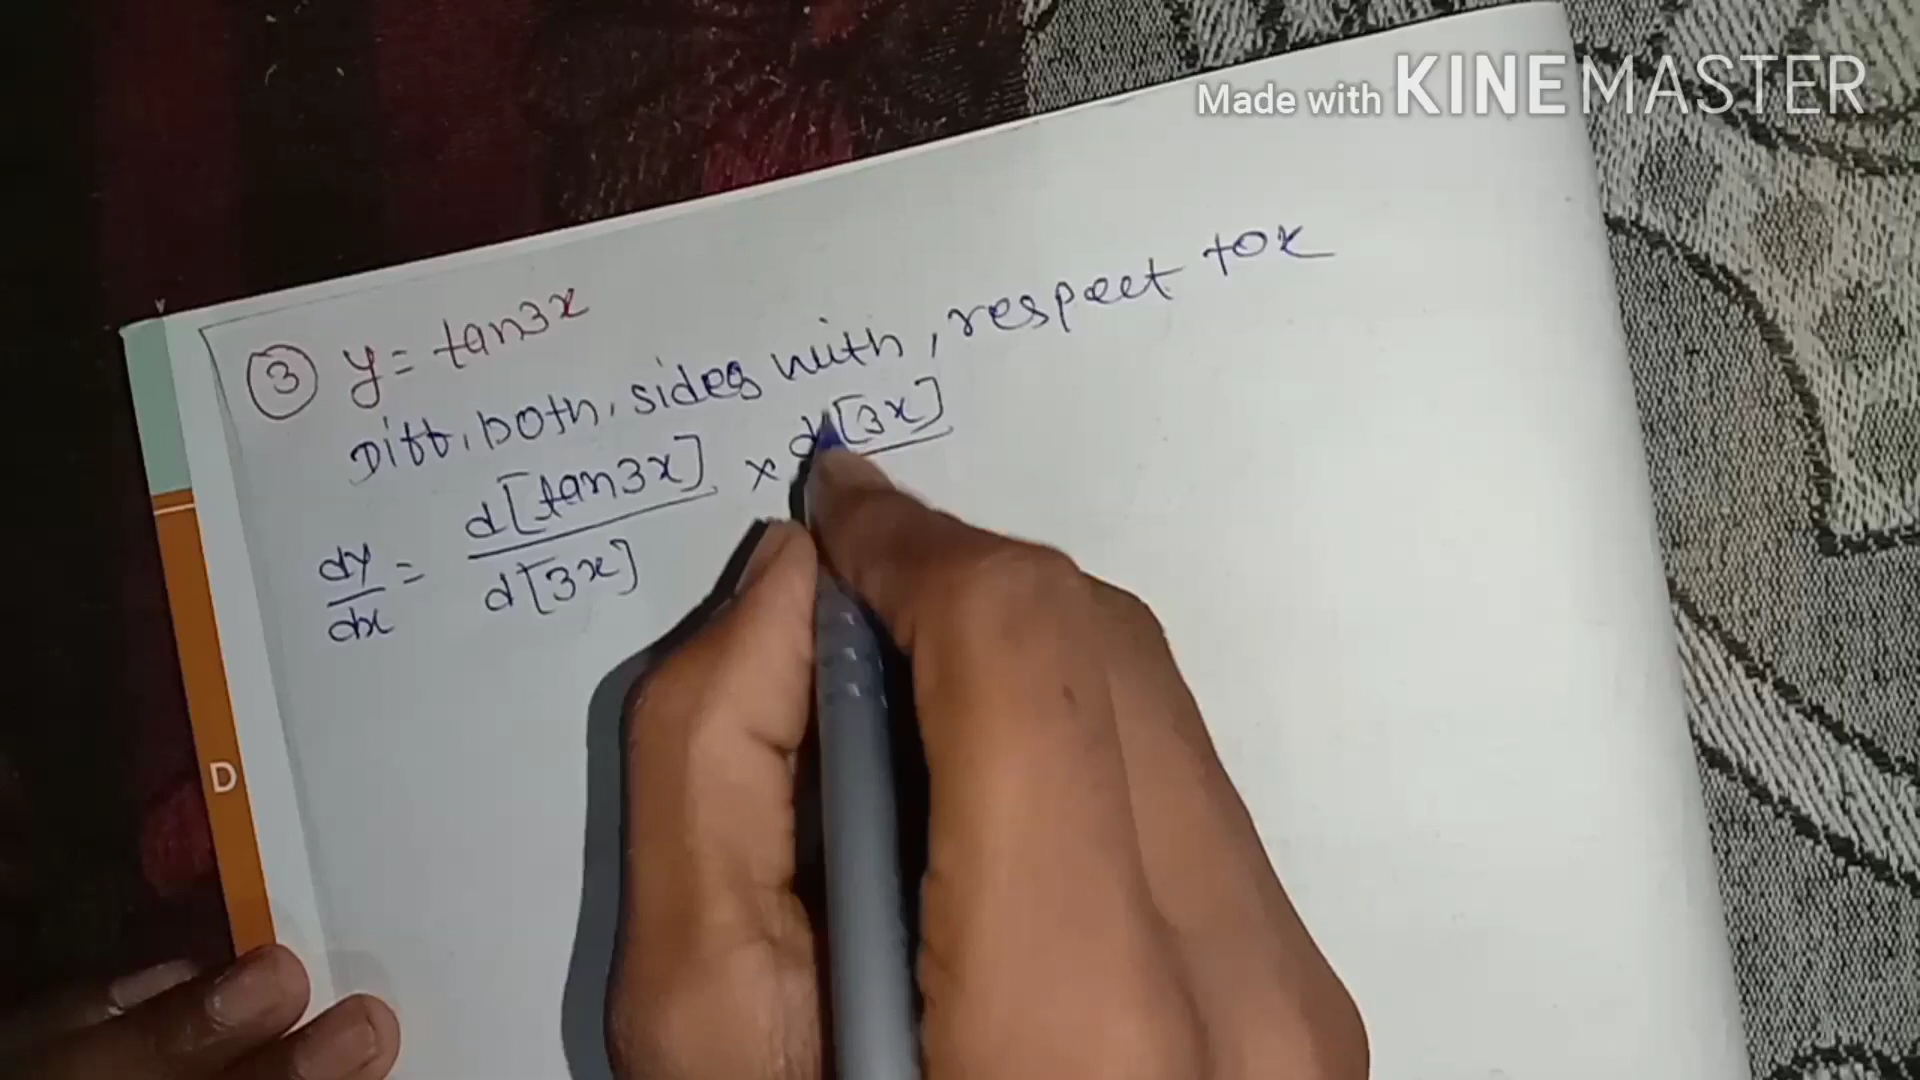 Made with KINEMASTER
③ y = tan3x
Diff, both, sides with, respect to x
dy/dx = d[tan3x]/d[3x] × d[3x]
D